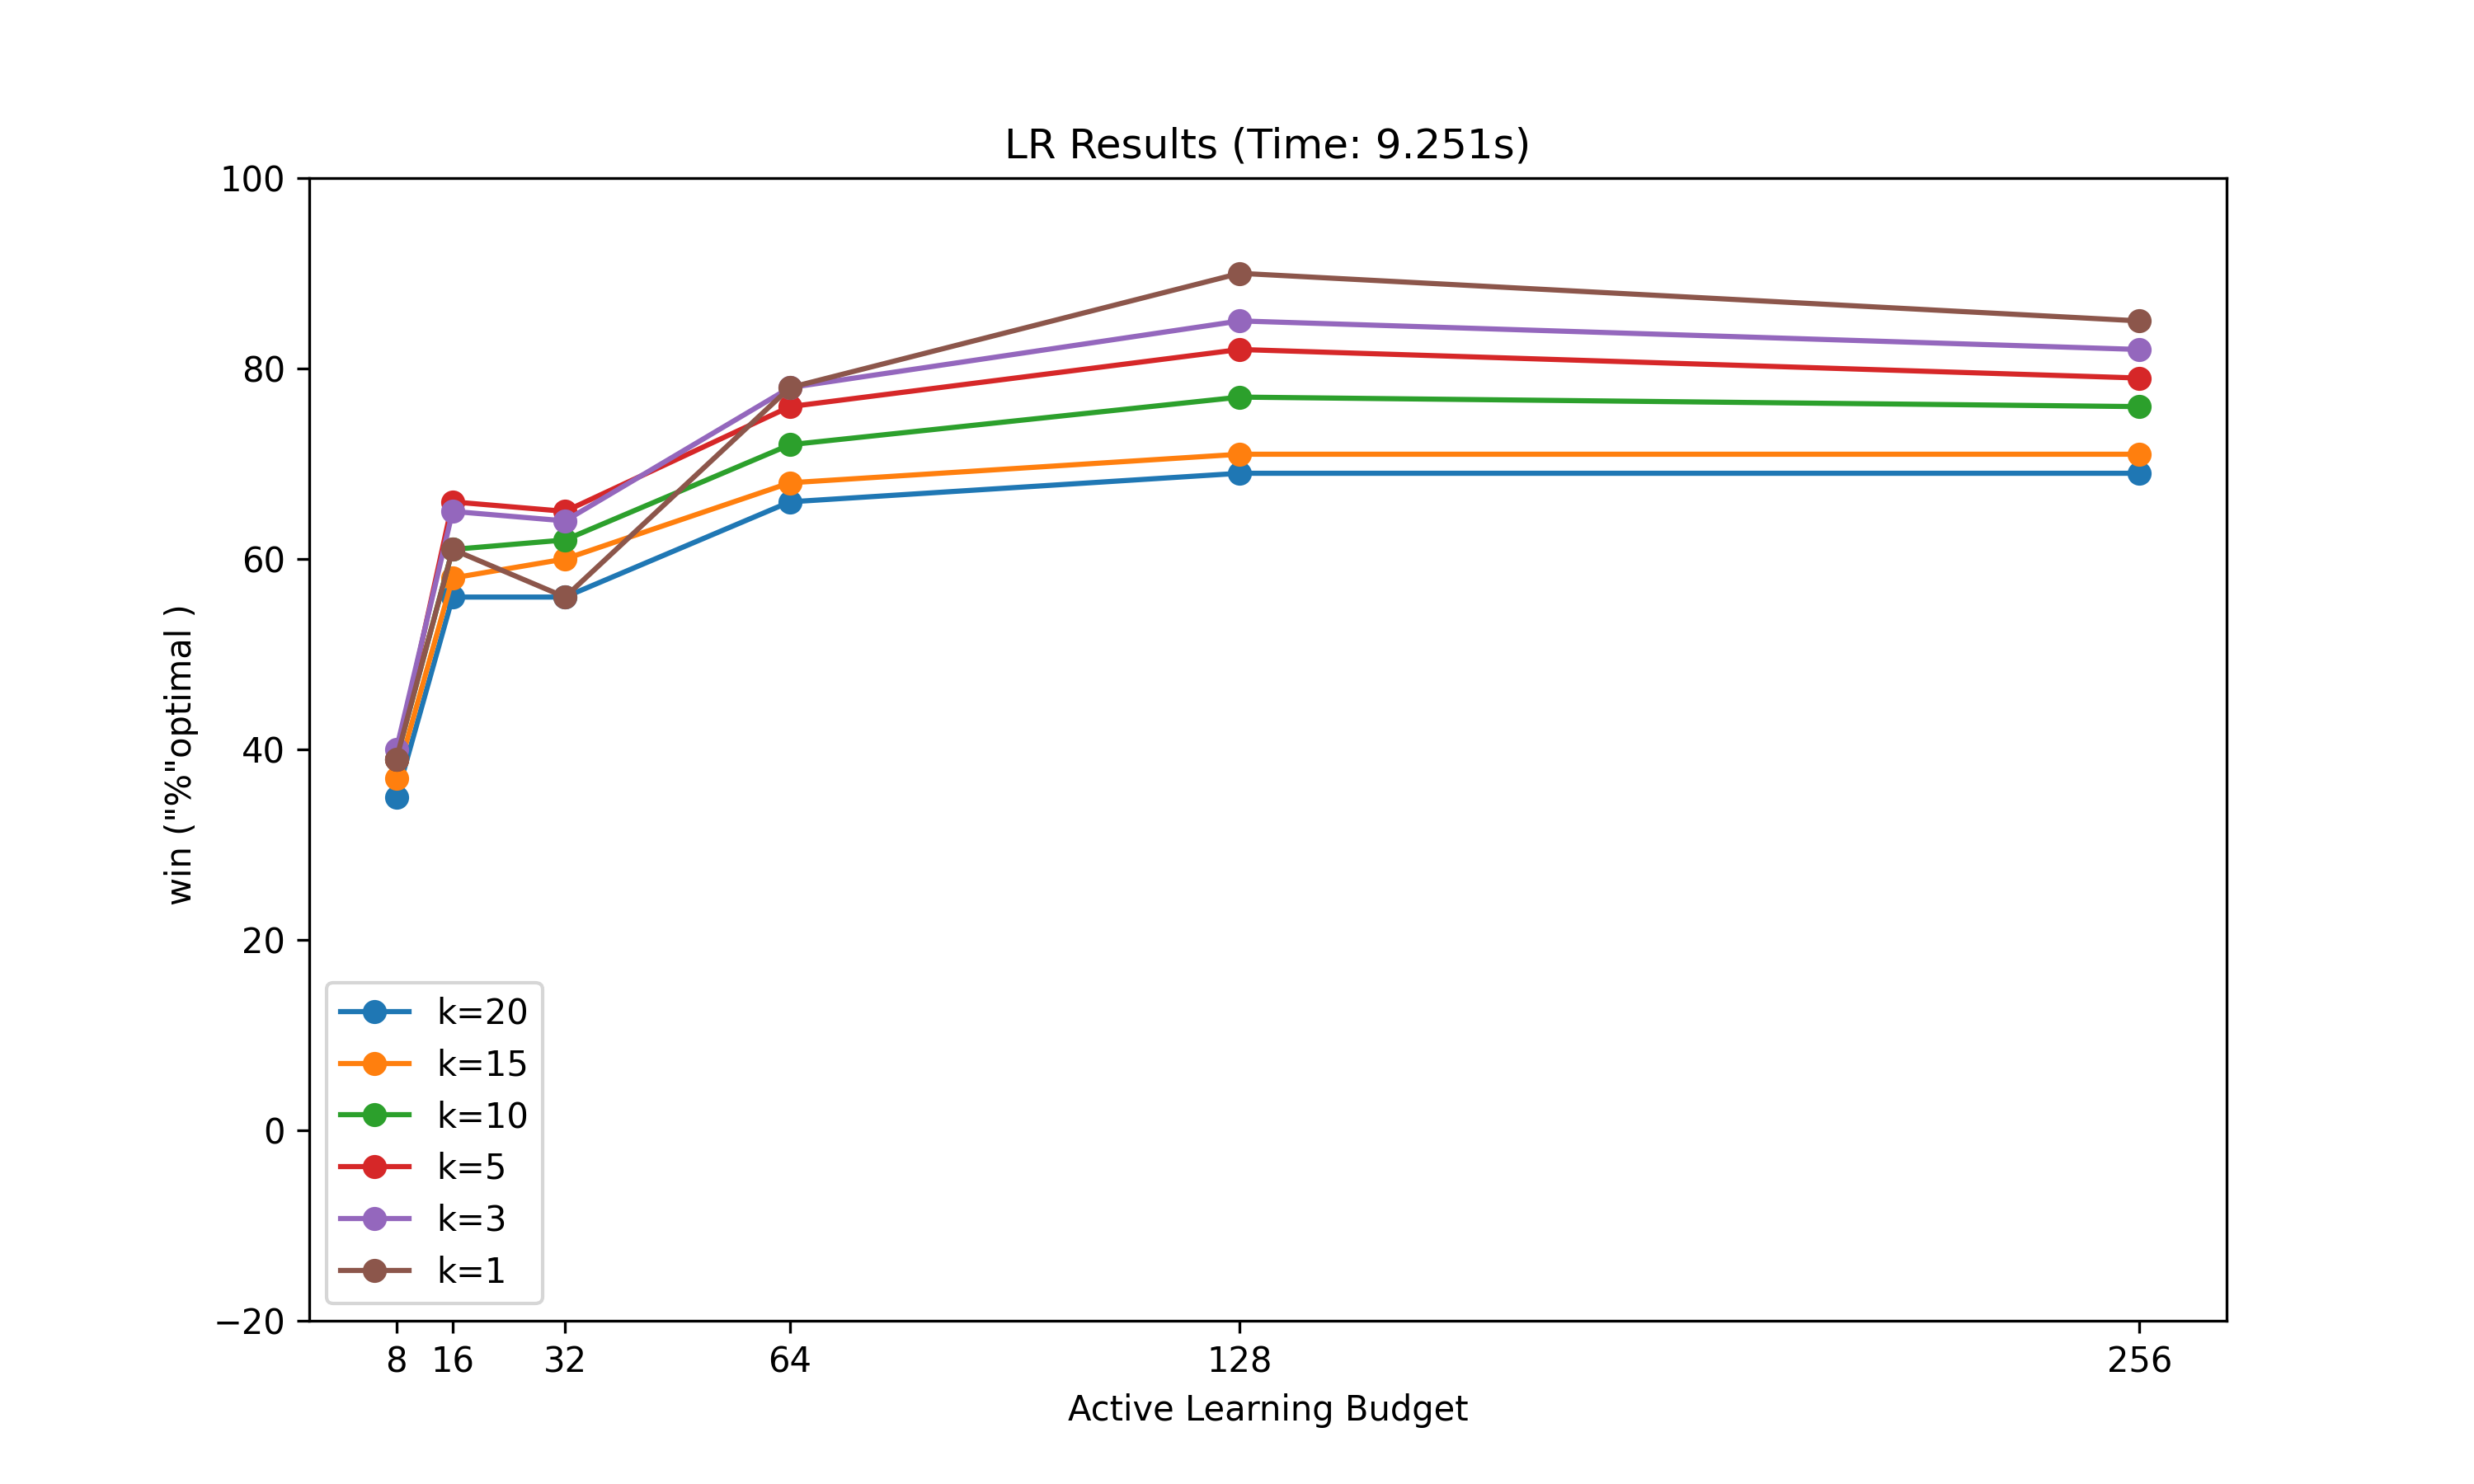 LR Results (Time: 9.251s)
100
80
60
40
20
0
−20
win ("%"optimal )
k=20
k=15
k=10
k=5
k=3
k=1
8 16 32 64 128 256
Active Learning Budget